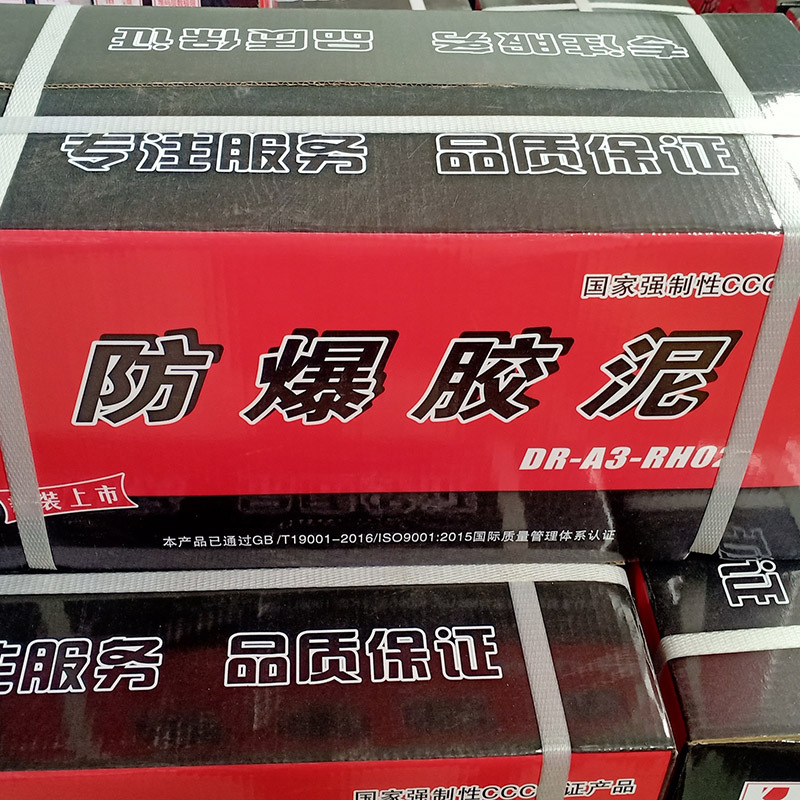 专注服务 品质保证
专注服务 品质保证
国家强制性CCC
防爆胶泥
DR-A3-RH02
装上市
本产品已通过GB/T19001-2016/ISO9001:2015国际质量管理体系认证
服务 品质保证
证
国家强制性CCC 证产品